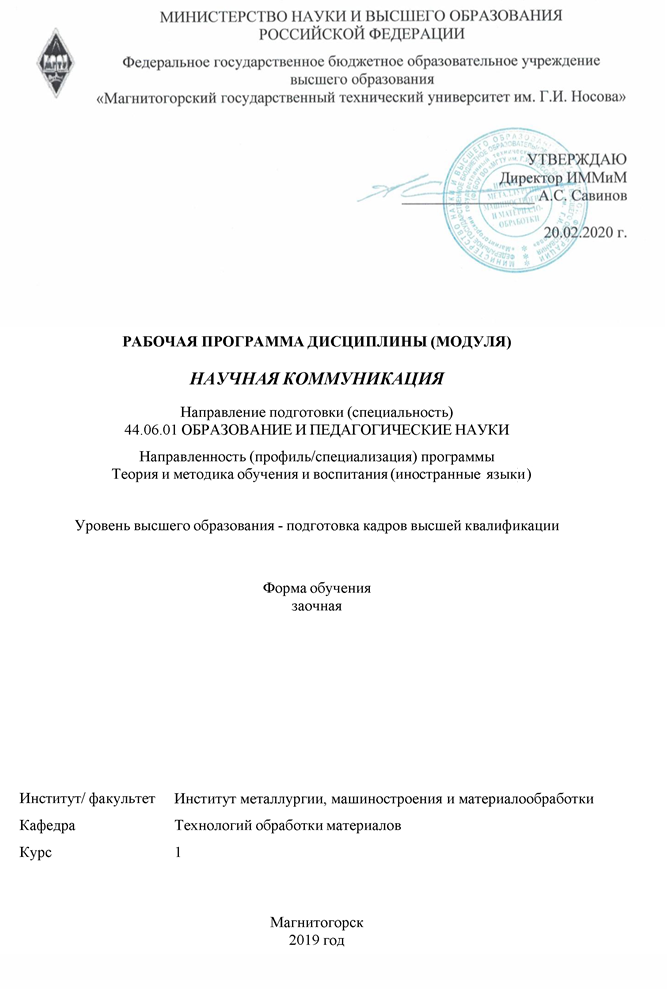 МИНИСТЕРСТВО НАУКИ И ВЫСШЕГО ОБРАЗОВАНИЯ
РОССИЙСКОЙ ФЕДЕРАЦИИ
Федеральное государственное бюджетное образовательное учреждение
высшего образования
«Магнитогорский государственный технический университет им. Г.И. Носова»
УТВЕРЖДАЮ
Директор ИММиМ
А.С. Савинов
20.02.2020 г.
РАБОЧАЯ ПРОГРАММА ДИСЦИПЛИНЫ (МОДУЛЯ)
НАУЧНАЯ КОММУНИКАЦИЯ
Направление подготовки (специальность)
44.06.01 ОБРАЗОВАНИЕ И ПЕДАГОГИЧЕСКИЕ НАУКИ
Направленность (профиль/специализация) программы
Теория и методика обучения и воспитания (иностранные языки)
Уровень высшего образования - подготовка кадров высшей квалификации
Форма обучения
заочная
Институт/ факультет Институт металлургии, машиностроения и материалообработки
Кафедра Технологий обработки материалов
Курс 1
Магнитогорск
2019 год